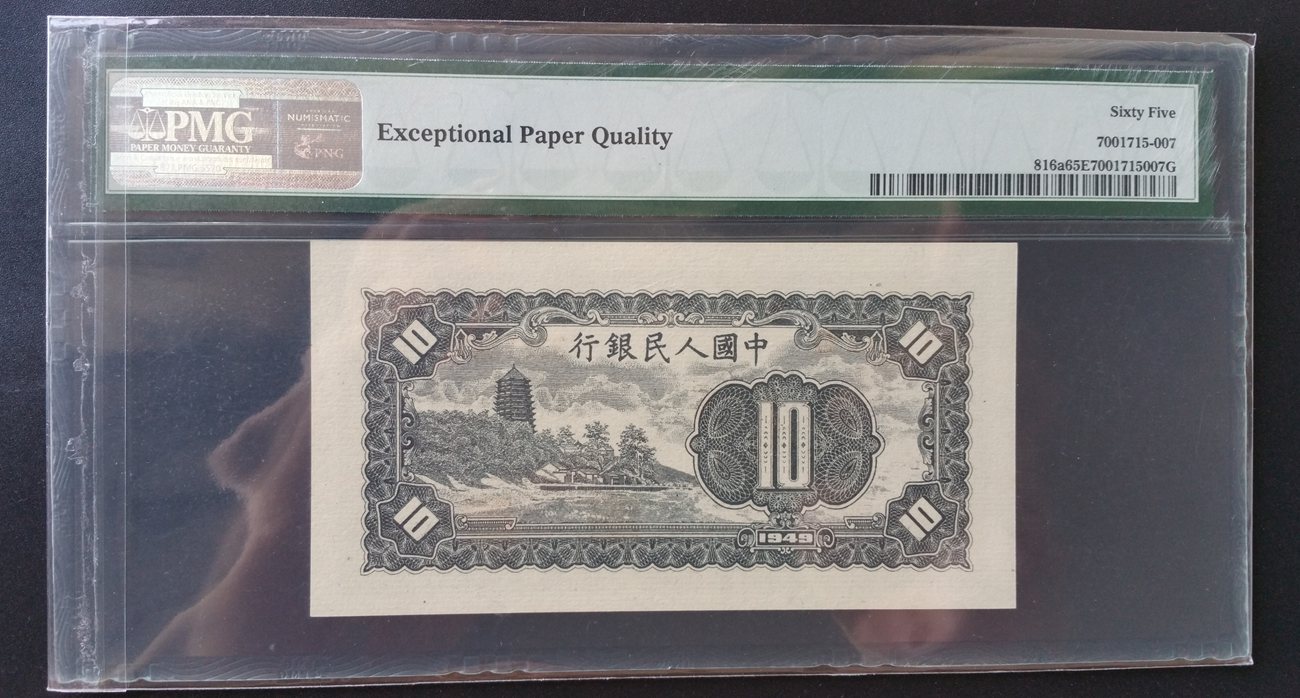 PMG
PAPER MONEY GUARANTY
NUMISMATIC
PNG
Exceptional Paper Quality
Sixty Five
7001715-007
816a65E7001715007G
10
10
行銀民人國中
10
10
10
1949